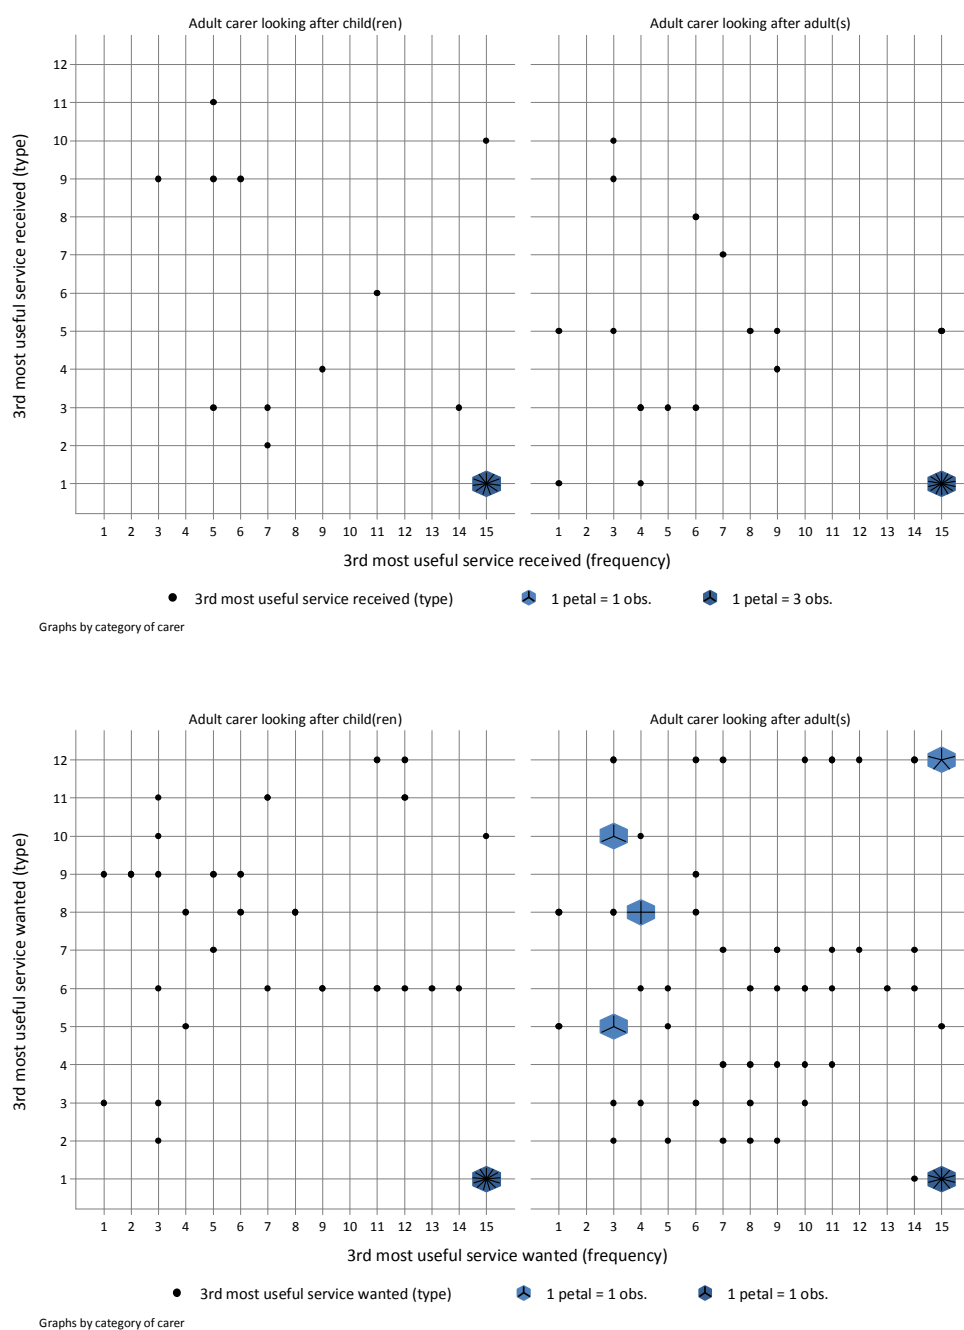 Adult carer looking after child(ren) Adult carer looking after adult(s)
3rd most useful service received (type)
12
11
10
9
8
7
6
5
4
3
2
1
1 2 3 4 5 6 7 8 9 10 11 12 13 14 15 1 2 3 4 5 6 7 8 9 10 11 12 13 14 15
3rd most useful service received (frequency)
3rd most useful service received (type) 1 petal = 1 obs. 1 petal = 3 obs.
Graphs by category of carer
Adult carer looking after child(ren) Adult carer looking after adult(s)
3rd most useful service wanted (type)
12
11
10
9
8
7
6
5
4
3
2
1
1 2 3 4 5 6 7 8 9 10 11 12 13 14 15 1 2 3 4 5 6 7 8 9 10 11 12 13 14 15
3rd most useful service wanted (frequency)
3rd most useful service wanted (type) 1 petal = 1 obs. 1 petal = 1 obs.
Graphs by category of carer